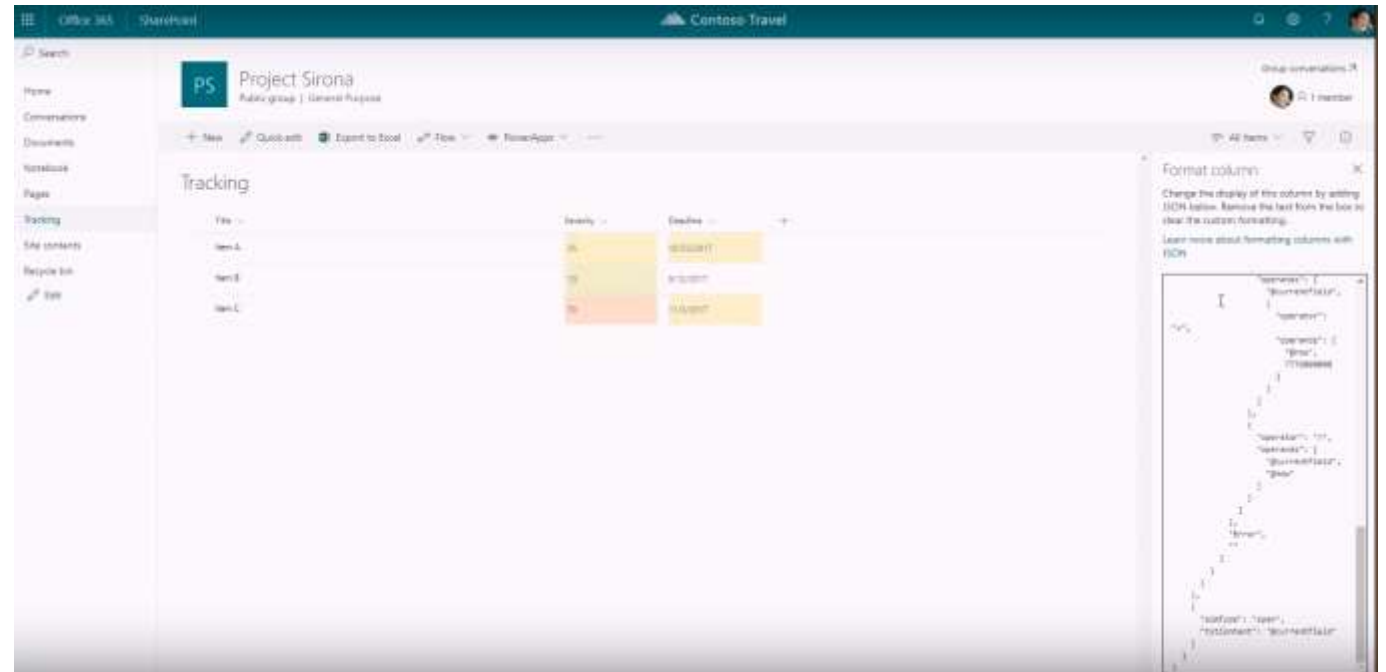 Office 365 SharePoint Contoso Travel ?
Search
Group conversations
PS Project Sirona
Public group | General Purpose
1 member
Home
Conversations
Documents
Notebook
Pages
Tracking
Site contents
Recycle bin
Edit
+ New Quick edit Export to Excel Flow PowerApps ... All Items
Tracking
Title Severity Deadline +
Item A
Item B
Item C
Format column
Change the display of this column by adding
JSON below. Remove the text from the box to
clear the custom formatting.
Learn more about formatting columns with
JSON
"operands": [
"@currentField",
{
"operator":
"operands": [
"@now",
]
}
]
},
{
"operands": [
"@currentField",
"@now"
]
}
]
},
""
]
}
]
},
{
"txtContent": "@currentField"
}
]